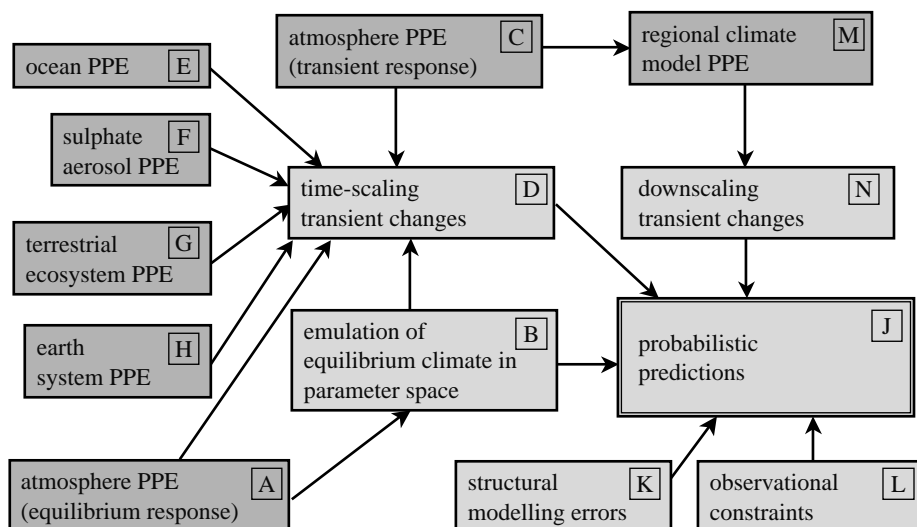 ocean PPE
E
atmosphere PPE
(transient response)
C
regional climate
model PPE
M
sulphate
aerosol PPE
F
time-scaling
transient changes
D
downscaling
transient changes
N
terrestrial
ecosystem PPE
G
earth
system PPE
H
emulation of
equilibrium climate in
parameter space
B
probabilistic
predictions
J
atmosphere PPE
(equilibrium response)
A
structural
modelling errors
K
observational
constraints
L